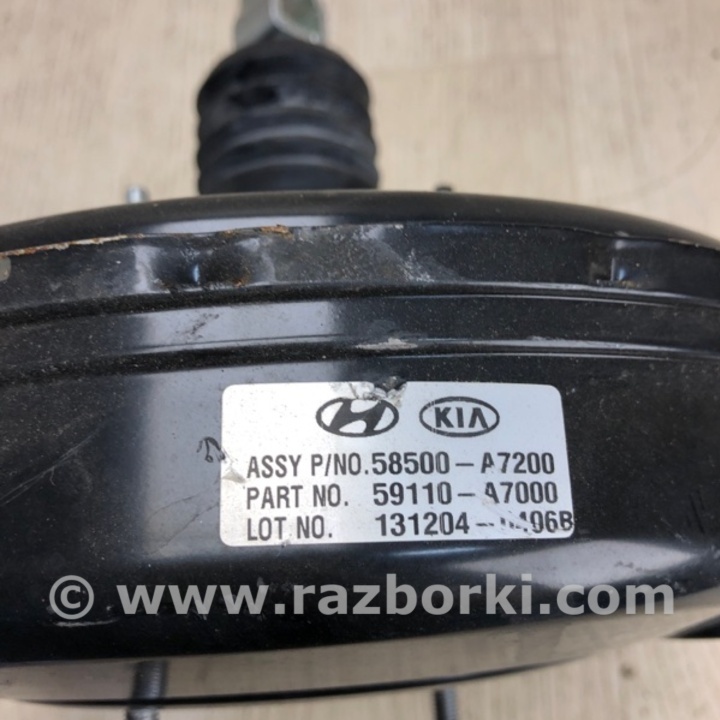 KIA
ASSY P/NO. 58500-A7200
PART NO. 59110-A7000
LOT NO. 131204-
© www.razborki.com